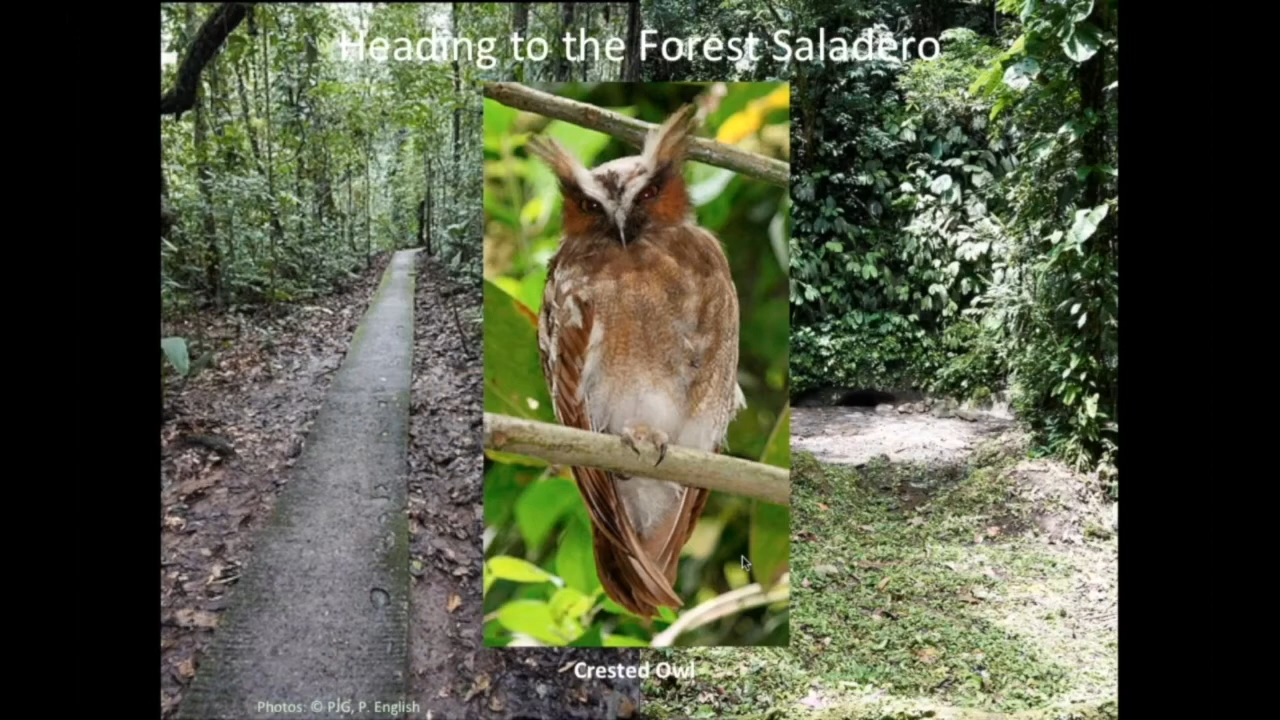 Heading to the Forest Saladero
Crested Owl
Photos: © PJG, P. English